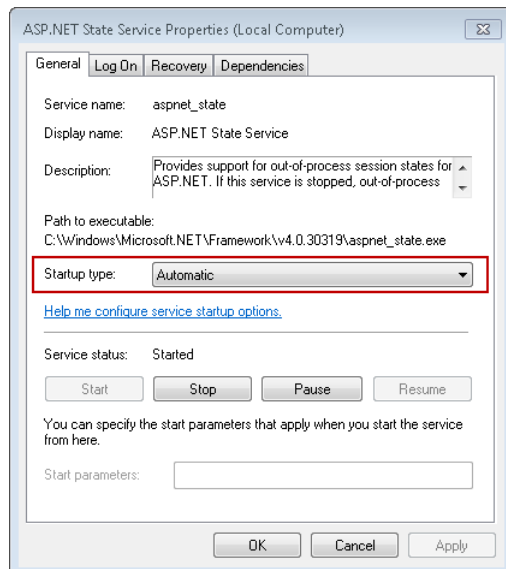 ASP.NET State Service Properties (Local Computer)
General Log On Recovery Dependencies
Service name: aspnet_state
Display name: ASP.NET State Service
Description: Provides support for out-of-process session states for
ASP.NET. If this service is stopped, out-of-process
Path to executable:
C:\Windows\Microsoft.NET\Framework\v4.0.30319\aspnet_state.exe
Startup type: Automatic
Help me configure service startup options.
Service status: Started
Start Stop Pause Resume
You can specify the start parameters that apply when you start the service
from here.
Start parameters:
OK Cancel Apply